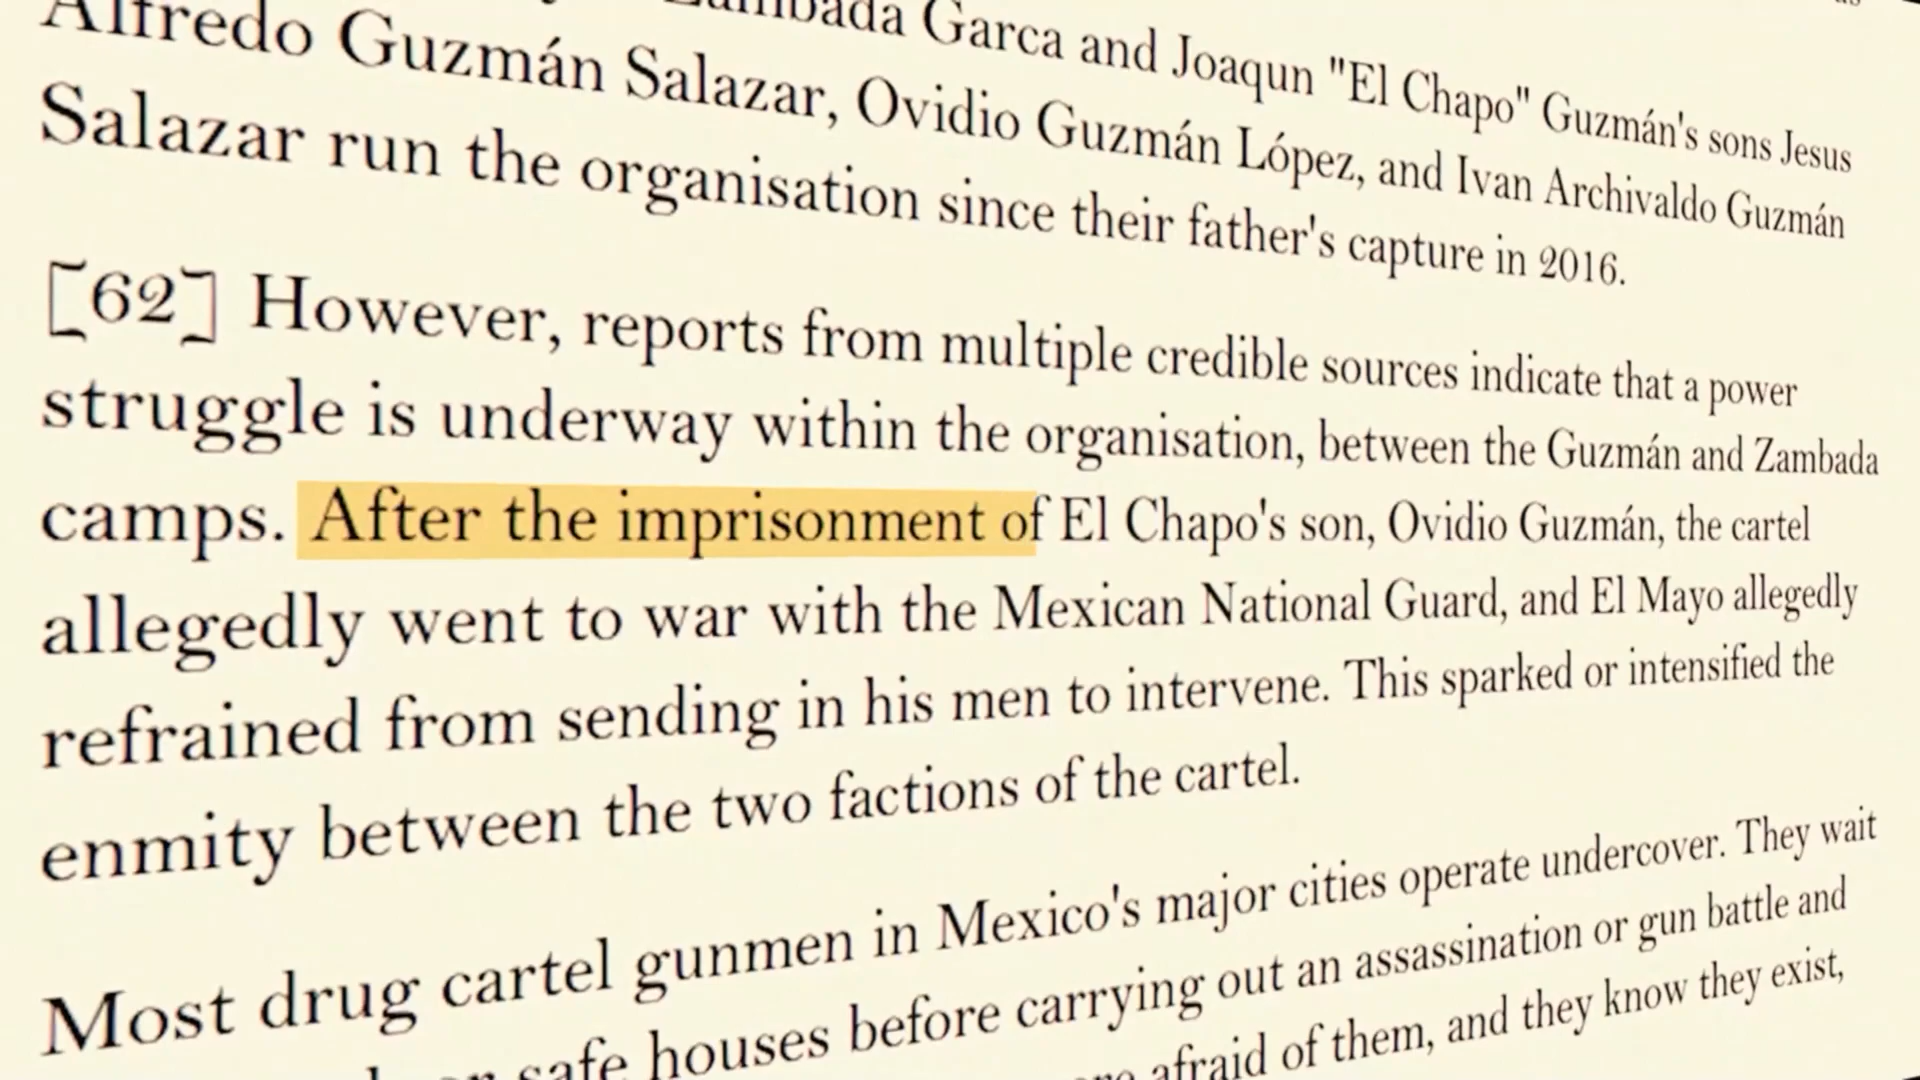 Garca and Joaqun "El Chapo" Guzmán's sons Jesus
Alfredo Guzmán Salazar, Ovidio Guzmán López, and Ivan Archivaldo Guzmán
Salazar run the organisation since their father's capture in 2016.
[62] However, reports from multiple credible sources indicate that a power
struggle is underway within the organisation, between the Guzmán and Zambada
camps. After the imprisonment of El Chapo's son, Ovidio Guzmán, the cartel
allegedly went to war with the Mexican National Guard, and El Mayo allegedly
refrained from sending in his men to intervene. This sparked or intensified the
enmity between the two factions of the cartel.
Most drug cartel gunmen in Mexico's major cities operate undercover. They wait
safe houses before carrying out an assassination or gun battle and
afraid of them, and they know they exist,